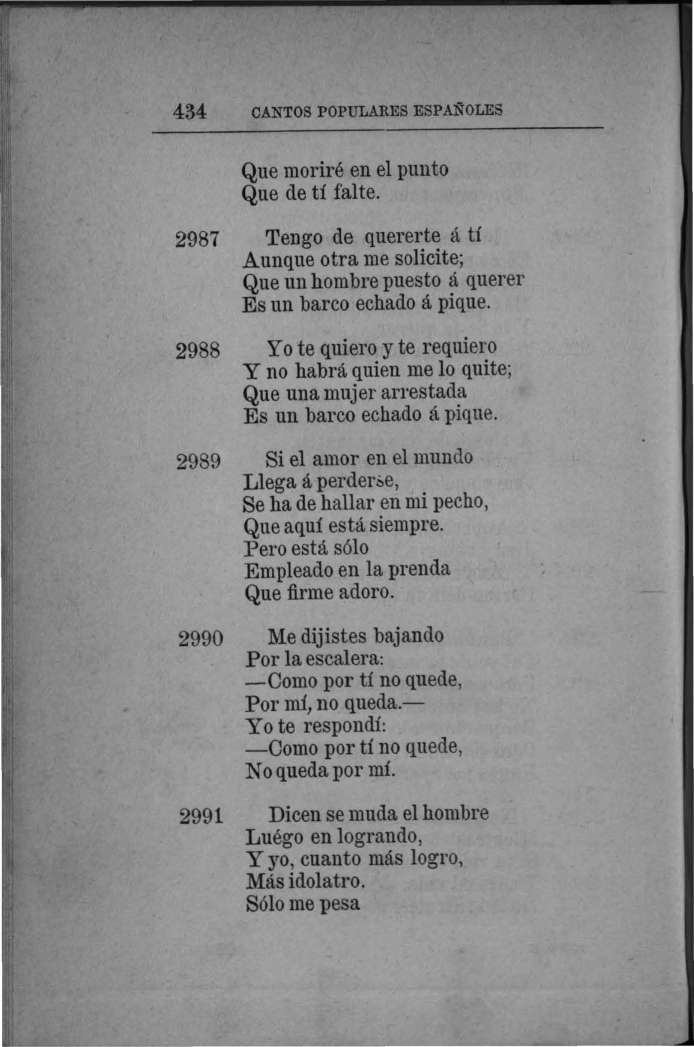 434 CANTOS POPULARES ESPAÑOLES
Que moriré en el punto
Que de tí falte.
2987 Tengo de quererte á tí
Aunque otra me solicite;
Que un hombre puesto á querer
Es un barco echado á pique.
2988 Yo te quiero y te requiero
Y no habrá quien me lo quite;
Que una mujer arrestada
Es un barco echado á pique.
2989 Si el amor en el mundo
Llega á perderse,
Se ha de hallar en mi pecho,
Que aquí está siempre.
Pero está sólo
Empleado en la prenda
Que firme adoro.
2990 Me dijistes bajando
Por la escalera:
—Como por tí no quede,
Por mí, no queda.—
Yo te respondí:
—Como por tí no quede,
No queda por mí.
2991 Dicen se muda el hombre
Luégo en logrando,
Y yo, cuanto más logro,
Más idolatro.
Sólo me pesa